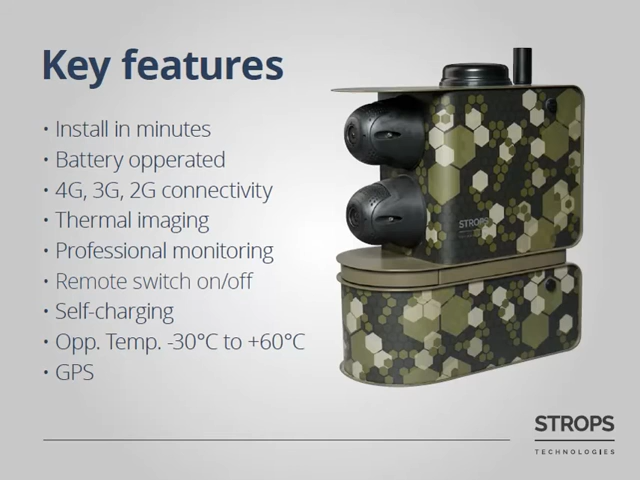 Key features
• Install in minutes
• Battery opperated
• 4G, 3G, 2G connectivity
• Thermal imaging
• Professional monitoring
• Remote switch on/off
• Self-charging
• Opp. Temp. -30°C to +60°C
• GPS
STROPS
STROPS
TECHNOLOGIES